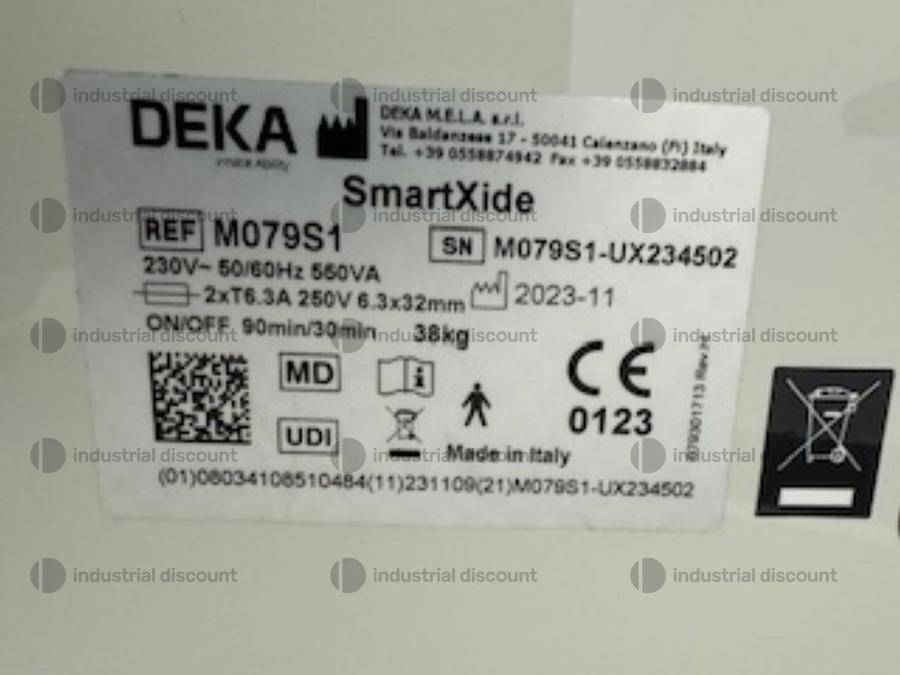 DEKA
Innate Ability
DEKA M.E.L.A. s.r.l.
Via Baldanzese 17 - 50041 Calenzano (FI) Italy
Tel. +39 0558874942 Fax +39 0558832884
SmartXide
REF M079S1
SN M079S1-UX234502
230V~ 50/60Hz 550VA
2xT6.3A 250V 6.3x32mm
2023-11
ON/OFF 90min/30min 38kg
MD
UDI
CE
0123
Made in Italy
(01)08034108510484(11)231109(21)M079S1-UX234502
industrial discount industrial discount industrial discount
industrial discount industrial discount industrial discount
industrial discount industrial discount industrial discount
industrial discount industrial discount industrial discount
industrial discount industrial discount industrial discount